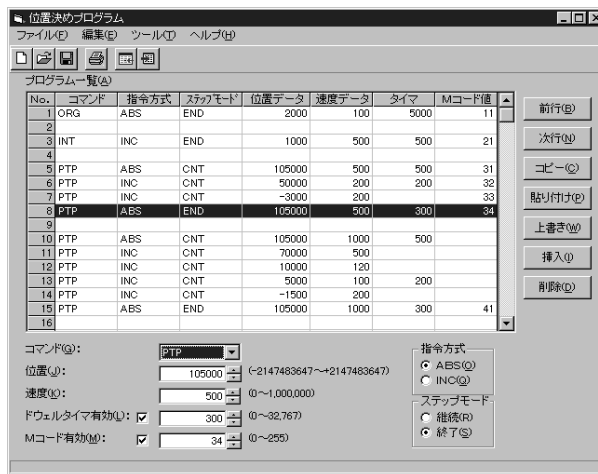 位置決めプログラム
ファイル(F) 編集(E) ツール(T) ヘルプ(H)
プログラム一覧(A)
No. コマンド 指令方式 ステップモード 位置データ 速度データ タイマ Mコード値
1 ORG ABS END 2000 100 5000 11
2
3 INT INC END 1000 500 500 21
4
5 PTP ABS CNT 105000 500 500 31
6 PTP INC CNT 50000 200 200 32
7 PTP INC CNT -3000 200 33
8 PTP ABS END 105000 500 300 34
9
10 PTP ABS CNT 105000 1000 500
11 PTP INC CNT 70000 500
12 PTP INC CNT 10000 120
13 PTP INC CNT 5000 100 200
14 PTP INC CNT -1500 200
15 PTP ABS END 105000 1000 300 41
16
前行(B)
次行(N)
コピー(C)
貼り付け(P)
上書き(W)
挿入(I)
削除(D)
コマンド(G): PTP
位置(J): 105000 (-2147483647~+2147483647)
速度(K): 500 (0~1,000,000)
ドウェルタイマ有効(L): 300 (0~32,767)
Mコード有効(M): 34 (0~255)
指令方式
ABS(O)
INC(Q)
ステップモード
継続(R)
終了(S)